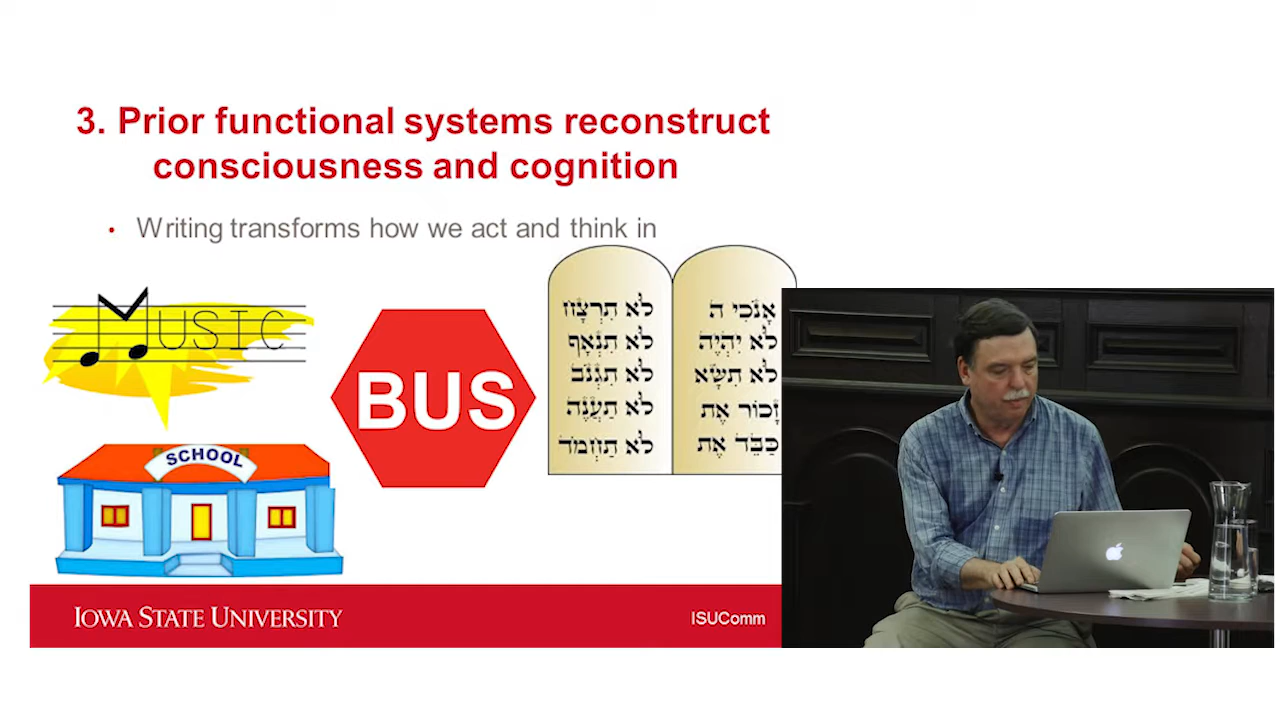 3. Prior functional systems reconstruct
consciousness and cognition
• Writing transforms how we act and think in
MUSIC
BUS
SCHOOL
אָנֹכִי ה
לֹא יִהְיֶה
לֹא תִשָּׂא
זָכוֹר אֶת
כַּבֵּד אֶת
לֹא תִרְצָח
לֹא תִנְאָף
לֹא תִגְנֹב
לֹא תַעֲנֶה
לֹא תַחְמֹד
IOWA STATE UNIVERSITY
ISUComm